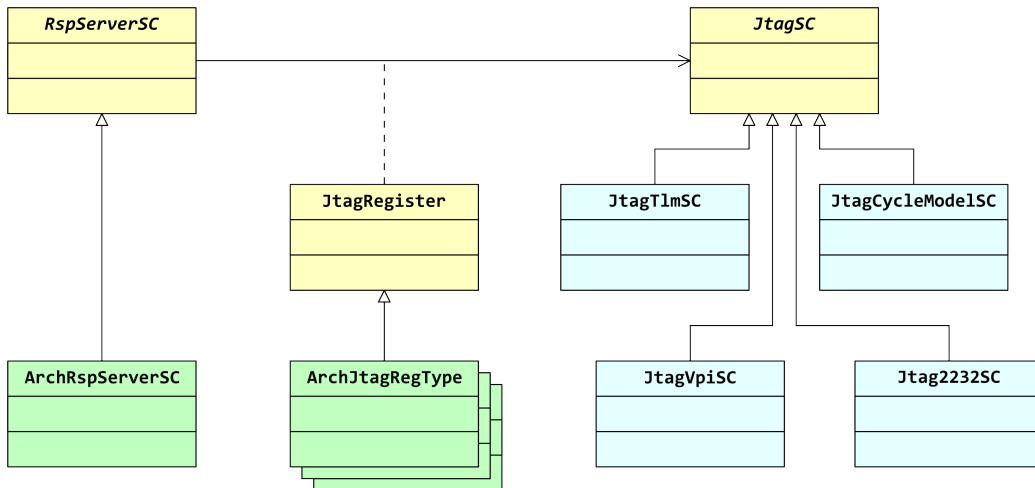 RspServerSC
JtagSC
JtagRegister
JtagTlmSC
JtagCycleModelSC
ArchRspServerSC
ArchJtagRegType
JtagVpiSC
Jtag2232SC